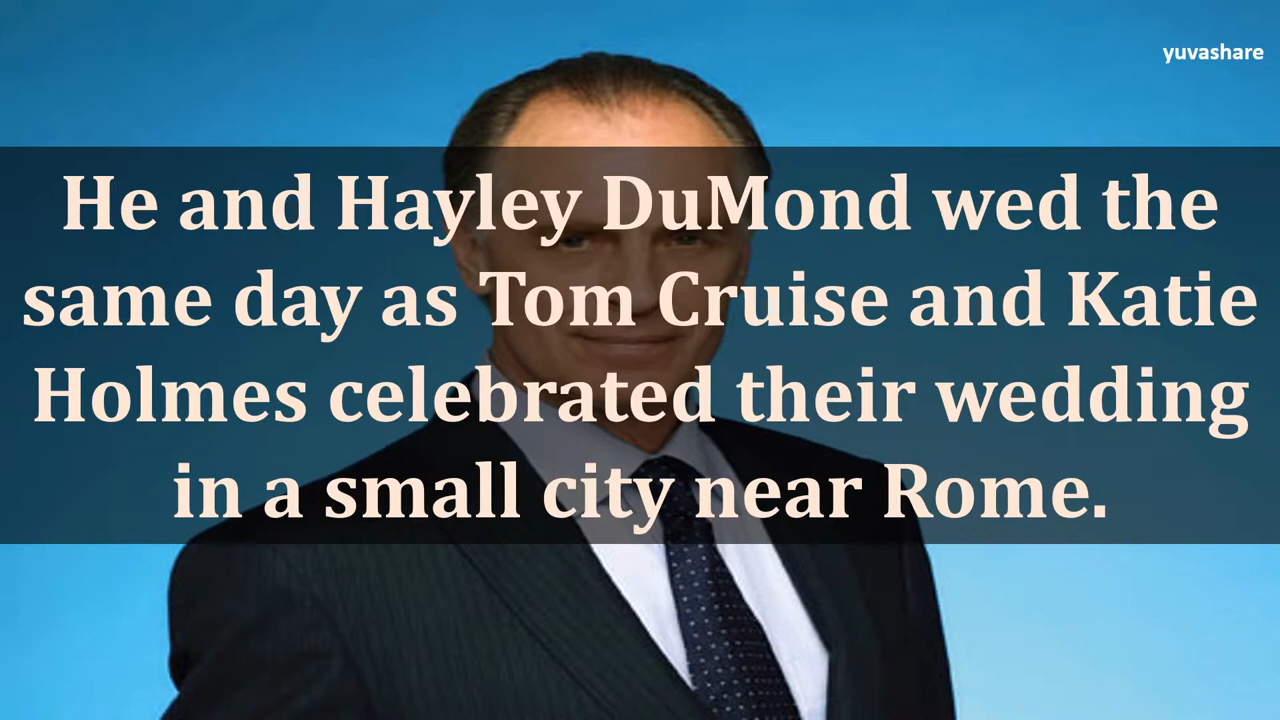 yuvashare
He and Hayley DuMond wed the
same day as Tom Cruise and Katie
Holmes celebrated their wedding
in a small city near Rome.